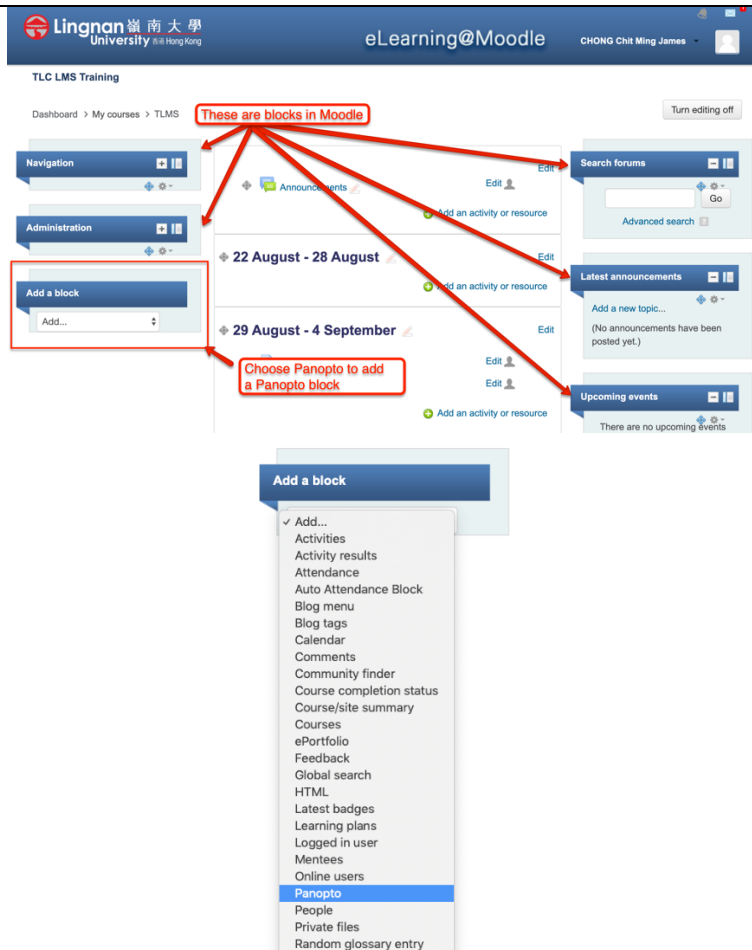 Lingnan 嶺南大學
University 香港 Hong Kong
eLearning@Moodle
CHONG Chit Ming James
TLC LMS Training
Dashboard > My courses > TLMS
These are blocks in Moodle
Turn editing off
Navigation
Administration
Add a block
Add...
Edit
Announcements
Edit
Add an activity or resource
22 August - 28 August
Edit
Add an activity or resource
29 August - 4 September
Edit
Edit
Edit
Choose Panopto to add
a Panopto block
Add an activity or resource
Search forums
Go
Advanced search
Latest announcements
Add a new topic...
(No announcements have been
posted yet.)
Upcoming events
There are no upcoming events
Add a block
✓ Add...
Activities
Activity results
Attendance
Auto Attendance Block
Blog menu
Blog tags
Calendar
Comments
Community finder
Course completion status
Course/site summary
Courses
ePortfolio
Feedback
Global search
HTML
Latest badges
Learning plans
Logged in user
Mentees
Online users
Panopto
People
Private files
Random glossary entry